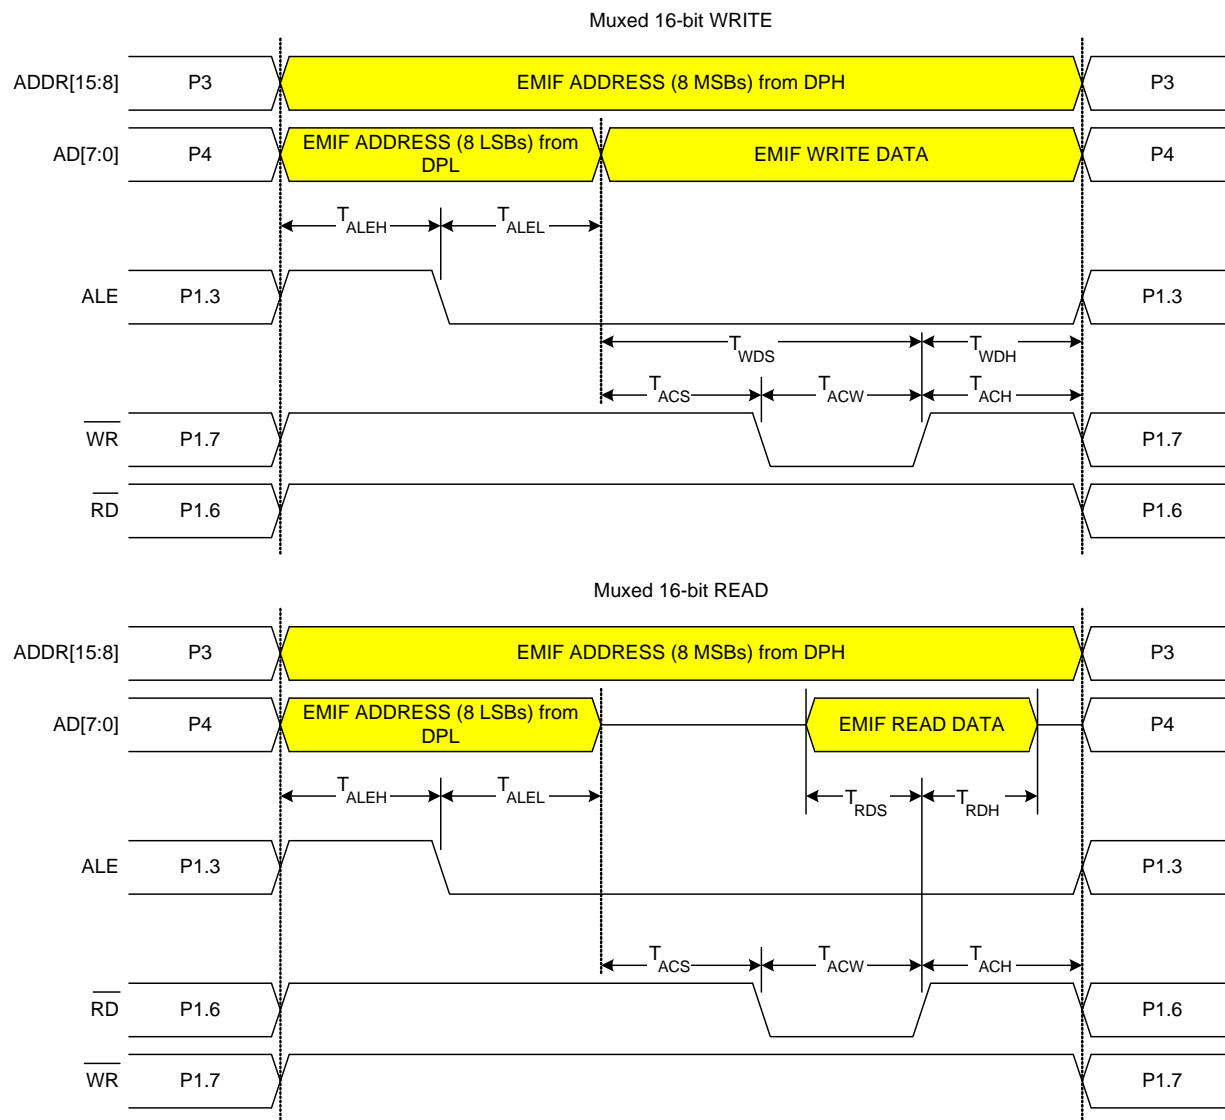 Muxed 16-bit WRITE
ADDR[15:8] P3 EMIF ADDRESS (8 MSBs) from DPH P3
AD[7:0] P4 EMIF ADDRESS (8 LSBs) from DPL EMIF WRITE DATA P4
TALEH TALEL
ALE P1.3 P1.3
TWDS TWDH
TACS TACW TACH
WR P1.7 P1.7
RD P1.6 P1.6
Muxed 16-bit READ
ADDR[15:8] P3 EMIF ADDRESS (8 MSBs) from DPH P3
AD[7:0] P4 EMIF ADDRESS (8 LSBs) from DPL EMIF READ DATA P4
TALEH TALEL TRDS TRDH
ALE P1.3 P1.3
TACS TACW TACH
RD P1.6 P1.6
WR P1.7 P1.7